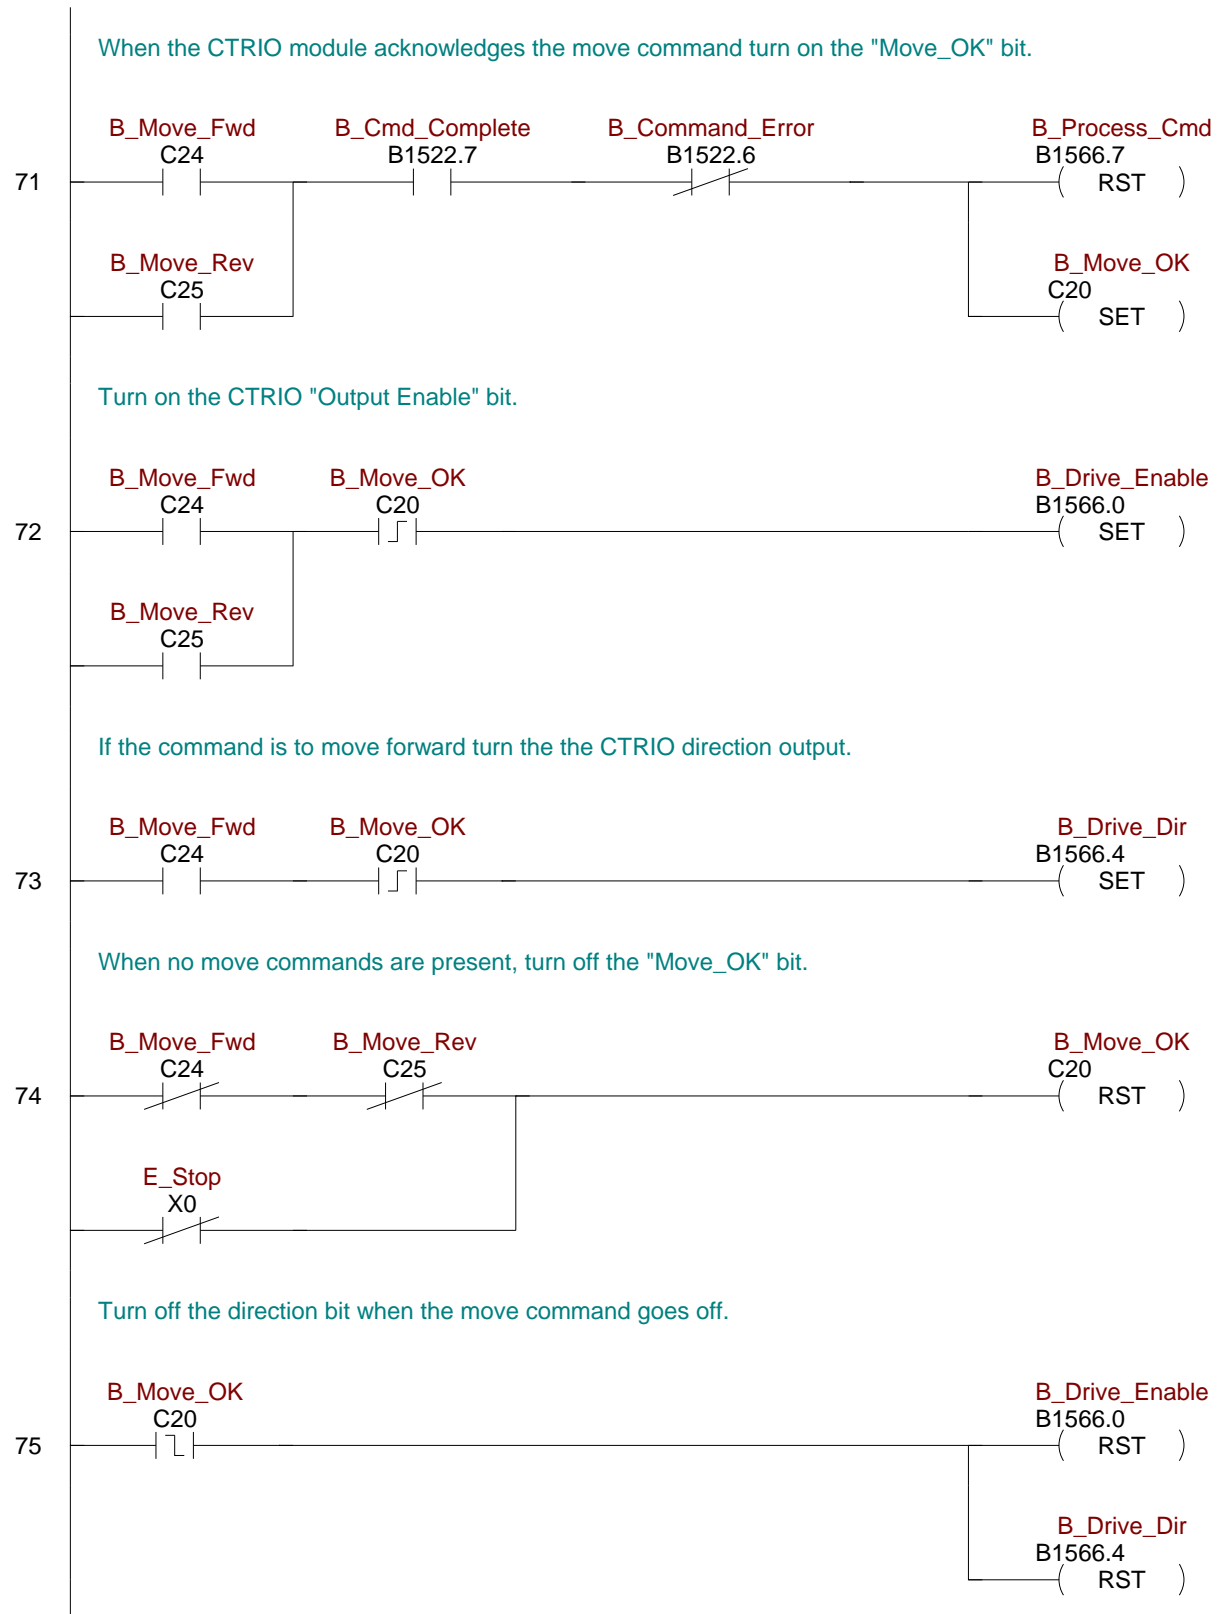 When the CTRIO module acknowledges the move command turn on the "Move_OK" bit.
B_Move_Fwd B_Cmd_Complete B_Command_Error B_Process_Cmd
C24 B1522.7 B1522.6 B1566.7
71 RST
B_Move_Rev B_Move_OK
C25 C20
SET
Turn on the CTRIO "Output Enable" bit.
B_Move_Fwd B_Move_OK B_Drive_Enable
C24 C20 B1566.0
72 SET
B_Move_Rev
C25
If the command is to move forward turn the the CTRIO direction output.
B_Move_Fwd B_Move_OK B_Drive_Dir
C24 C20 B1566.4
73 SET
When no move commands are present, turn off the "Move_OK" bit.
B_Move_Fwd B_Move_Rev B_Move_OK
C24 C25 C20
74 RST
E_Stop
X0
Turn off the direction bit when the move command goes off.
B_Move_OK B_Drive_Enable
C20 B1566.0
75 RST
B_Drive_Dir
B1566.4
RST